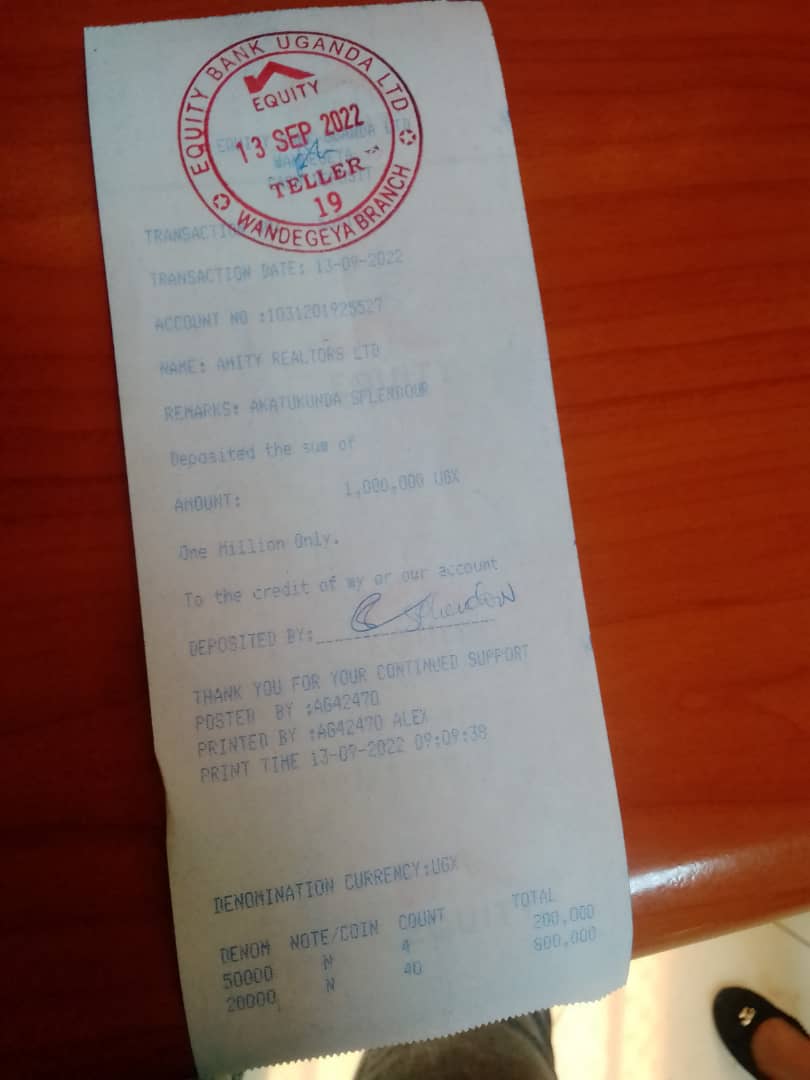 EQUITY BANK UGANDA LTD
EQUITY
13 SEP 2022
TELLER
19
WANDEGEYA BRANCH
TRANSACTION DATE: 13-09-2022
ACCOUNT NO :1031201925527
NAME: AMITY REALTORS LTD
REMARKS: AKATUKUNDA SPLENDOUR
Deposited the sum of
AMOUNT: 1,000,000 UGX
One Million Only.
To the credit of my or our account
DEPOSITED BY:
THANK YOU FOR YOUR CONTINUED SUPPORT
POSTED BY :AG42470
PRINTED BY :AG42470 ALEX
PRINT TIME 13-09-2022 09:09:38
DENOMINATION CURRENCY:UGX
DENOM NOTE/COIN COUNT TOTAL
50000 N 4 200,000
20000 N 40 800,000